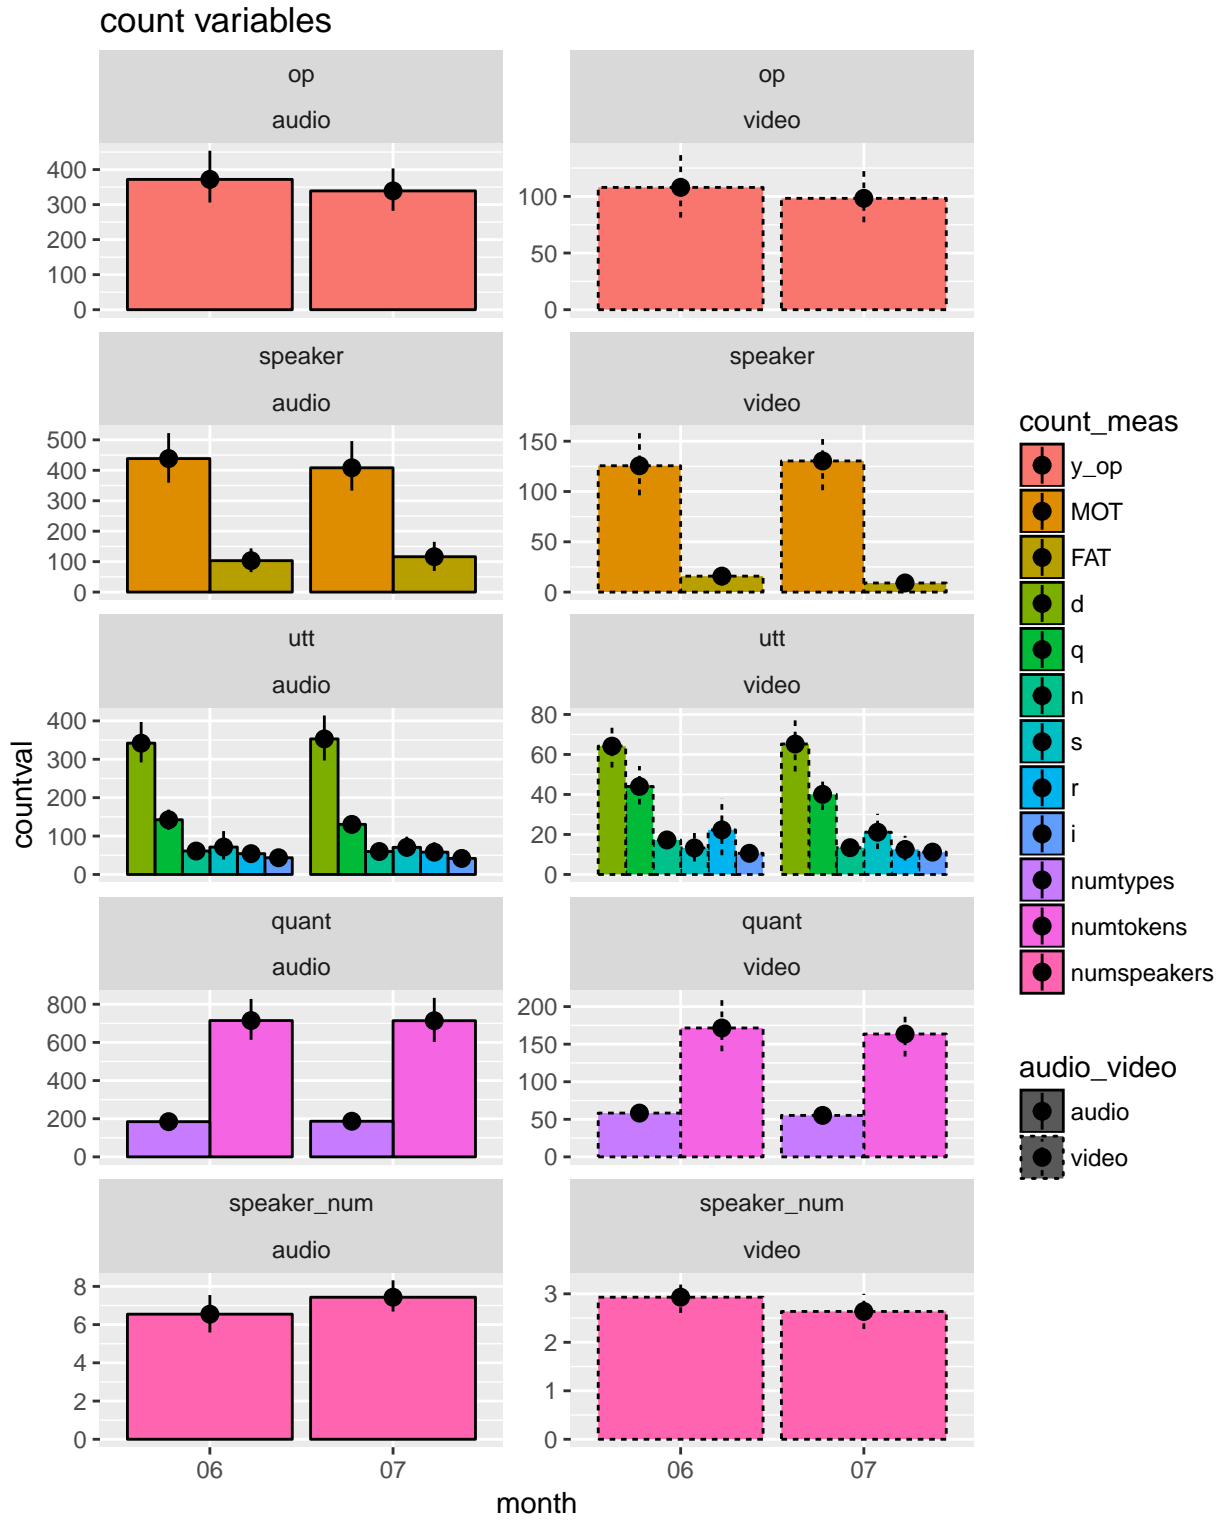 count variables
op
audio
400
300
200
100
0
op
video
100
50
0
speaker
audio
500
400
300
200
100
0
speaker
video
150
100
50
0
utt
audio
400
300
200
100
0
utt
video
80
60
40
20
0
quant
audio
800
600
400
200
0
quant
video
200
150
100
50
0
speaker_num
audio
8
6
4
2
0
06
07
speaker_num
video
3
2
1
0
06
07
month
countval
count_meas
y_op
MOT
FAT
d
q
n
s
r
i
numtypes
numtokens
numspeakers
audio_video
audio
video